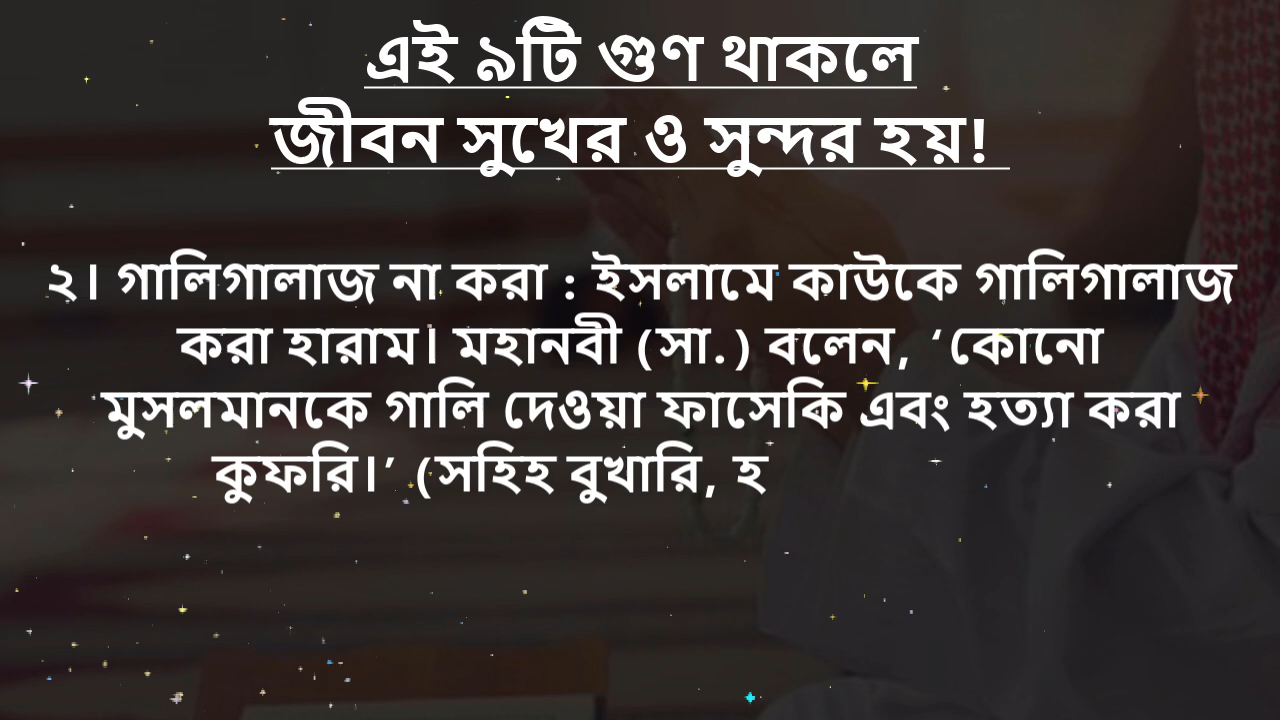 এই ৯টি গুণ থাকলে
জীবন সুখের ও সুন্দর হয়!
২। গালিগালাজ না করা : ইসলামে কাউকে গালিগালাজ
করা হারাম। মহানবী (সা.) বলেন, ‘কোনো
মুসলমানকে গালি দেওয়া ফাসেকি এবং হত্যা করা
কুফরি।’ (সহিহ বুখারি, হ